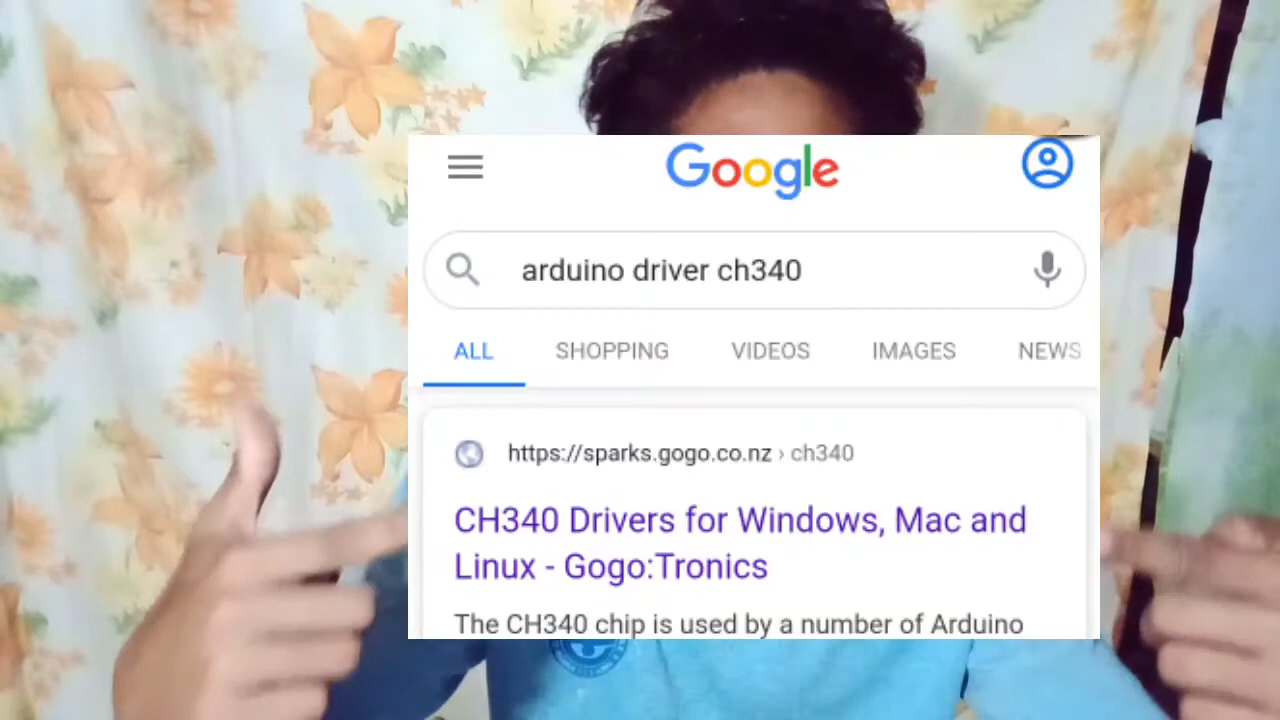 Google
arduino driver ch340
ALL SHOPPING VIDEOS IMAGES NEWS
https://sparks.gogo.co.nz › ch340
CH340 Drivers for Windows, Mac and
Linux - Gogo:Tronics
The CH340 chip is used by a number of Arduino